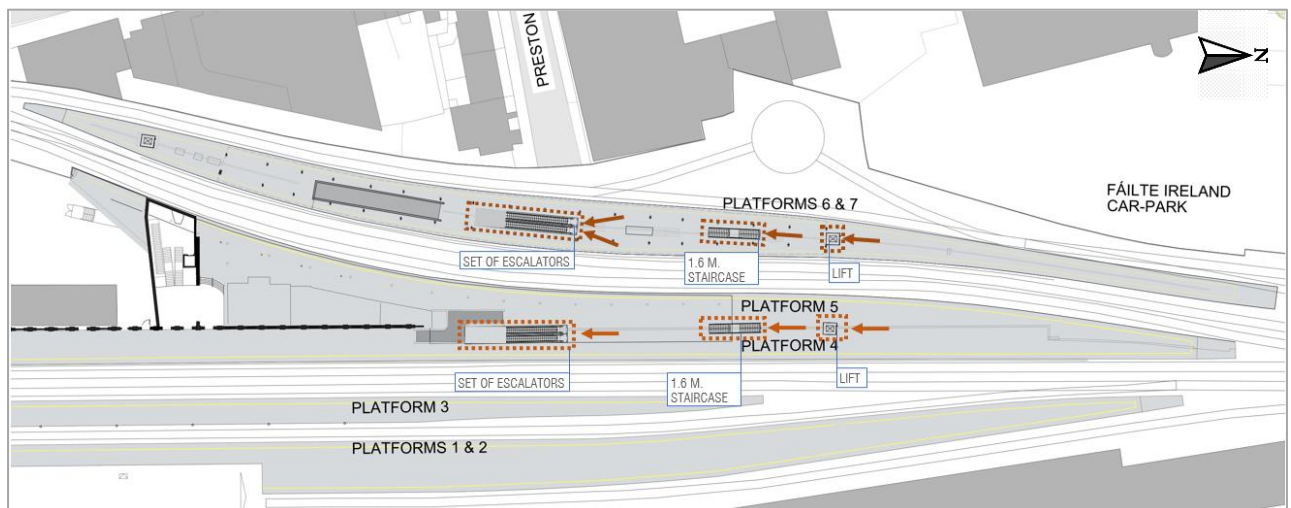 PRESTON
N
FÁILTE IRELAND
CAR-PARK
PLATFORMS 6 & 7
SET OF ESCALATORS
1.6 M.
STAIRCASE
LIFT
PLATFORM 5
PLATFORM 4
SET OF ESCALATORS
1.6 M.
STAIRCASE
LIFT
PLATFORM 3
PLATFORMS 1 & 2